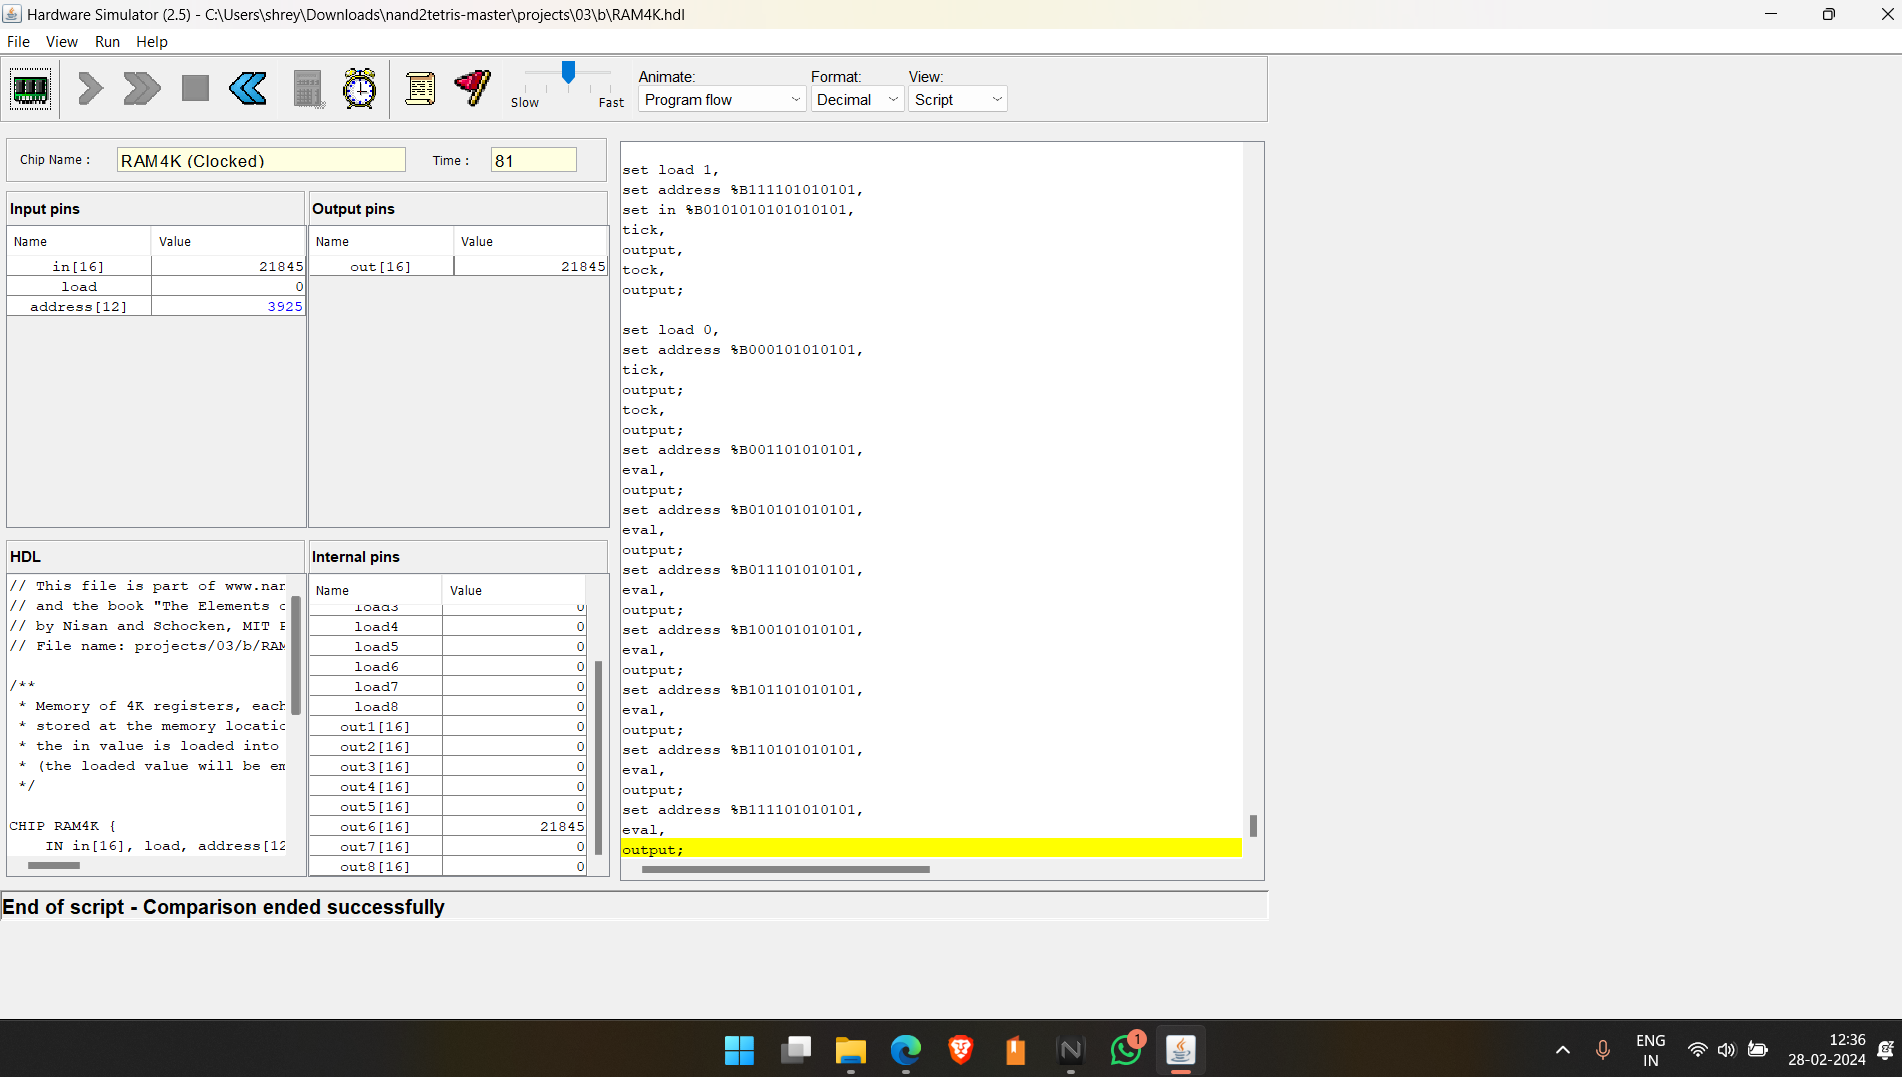 Hardware Simulator (2.5) - C:\Users\shrey\Downloads\nand2tetris-master\projects\03\b\RAM4K.hdl
File View Run Help
Slow Fast
Animate: Format: View:
Program flow Decimal Script
Chip Name : RAM4K (Clocked) Time : 81
Input pins
Name Value
in[16] 21845
load 0
address[12] 3925
Output pins
Name Value
out[16] 21845
HDL
// This file is part of www.nan
// and the book "The Elements o
// by Nisan and Schocken, MIT P
// File name: projects/03/b/RAM
/**
* Memory of 4K registers, each
* stored at the memory locatio
* the in value is loaded into
* (the loaded value will be em
*/
CHIP RAM4K {
IN in[16], load, address[12
Internal pins
Name Value
load3 0
load4 0
load5 0
load6 0
load7 0
load8 0
out1[16] 0
out2[16] 0
out3[16] 0
out4[16] 0
out5[16] 0
out6[16] 21845
out7[16] 0
out8[16] 0
set load 1,
set address %B111101010101,
set in %B0101010101010101,
tick,
output,
tock,
output;
set load 0,
set address %B000101010101,
tick,
output;
tock,
output;
set address %B001101010101,
eval,
output;
set address %B010101010101,
eval,
output;
set address %B011101010101,
eval,
output;
set address %B100101010101,
eval,
output;
set address %B101101010101,
eval,
output;
set address %B110101010101,
eval,
output;
set address %B111101010101,
eval,
output;
End of script - Comparison ended successfully
1
ENG
IN
12:36
28-02-2024